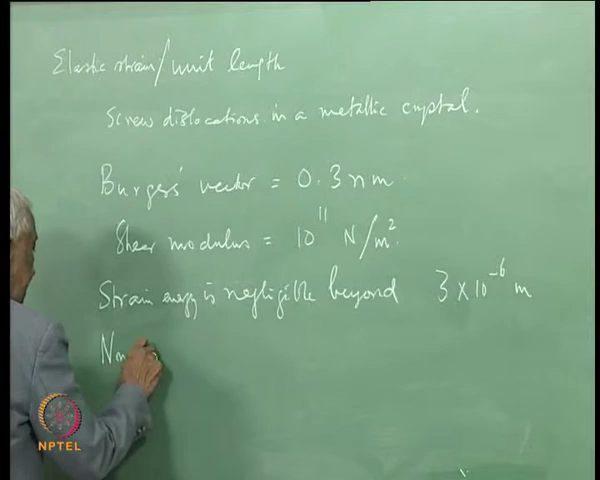 Elastic strain/unit length
Screw dislocations in a metallic crystal.
Burgers' vector = 0.3 nm.
Shear modulus = 10^11 N/m^2.
Strain energy is negligible beyond 3 x 10^-6 m
NPTEL